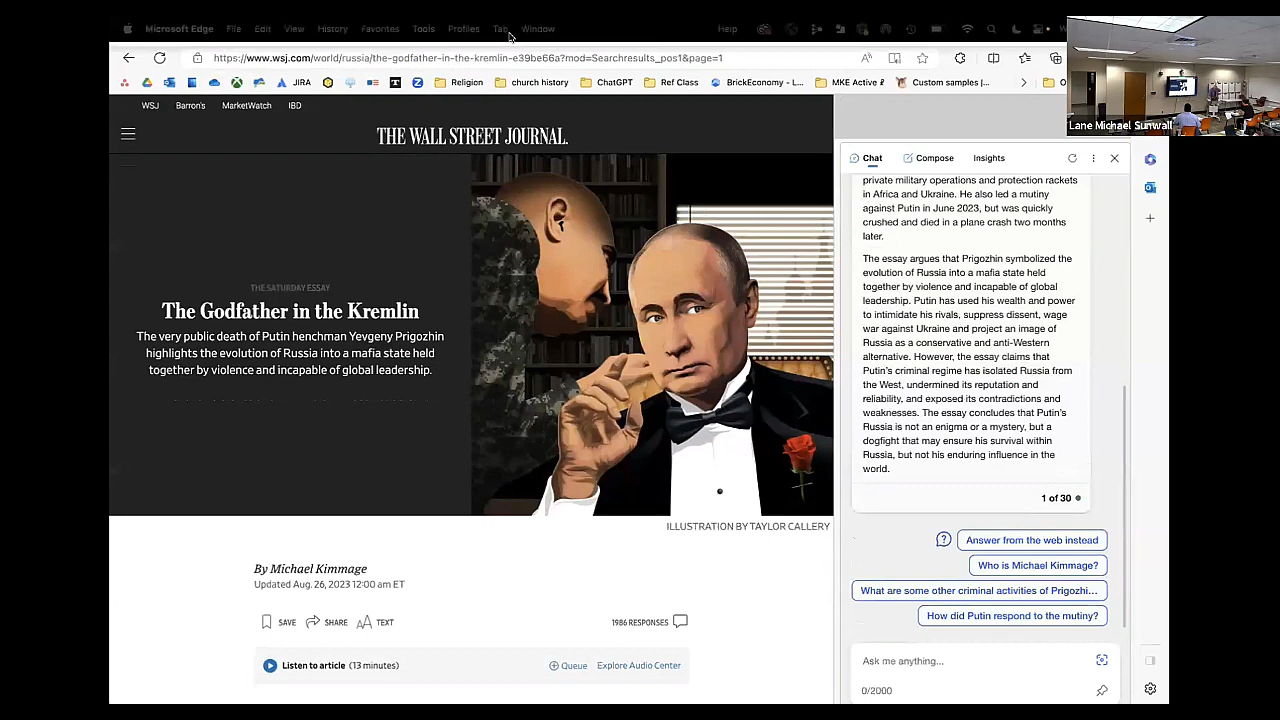 Microsoft Edge File Edit View History Favorites Tools Profiles Tab Window Help
https://www.wsj.com/world/russia/the-godfather-in-the-kremlin-e39be66a?mod=Searchresults_pos1&page=1
JIRA Religion church history ChatGPT Ref Class BrickEconomy - L... MKE Active & Custom samples |...
Lane Michael Sunwall
WSJ Barron's MarketWatch IBD
THE WALL STREET JOURNAL.
THE SATURDAY ESSAY
The Godfather in the Kremlin
The very public death of Putin henchman Yevgeny Prigozhin
highlights the evolution of Russia into a mafia state held
together by violence and incapable of global leadership.
ILLUSTRATION BY TAYLOR CALLERY
By Michael Kimmage
Updated Aug. 26, 2023 12:00 am ET
SAVE SHARE AA TEXT
1986 RESPONSES
Listen to article (13 minutes)
Queue Explore Audio Center
Chat Compose Insights
private military operations and protection rackets
in Africa and Ukraine. He also led a mutiny
against Putin in June 2023, but was quickly
crushed and died in a plane crash two months
later.
The essay argues that Prigozhin symbolized the
evolution of Russia into a mafia state held
together by violence and incapable of global
leadership. Putin has used his wealth and power
to intimidate his rivals, suppress dissent, wage
war against Ukraine and project an image of
Russia as a conservative and anti-Western
alternative. However, the essay claims that
Putin's criminal regime has isolated Russia from
the West, undermined its reputation and
reliability, and exposed its contradictions and
weaknesses. The essay concludes that Putin's
Russia is not an enigma or a mystery, but a
dogfight that may ensure his survival within
Russia, but not his enduring influence in the
world.
1 of 30
Answer from the web instead
Who is Michael Kimmage?
What are some other criminal activities of Prigozhi...
How did Putin respond to the mutiny?
Ask me anything...
0/2000